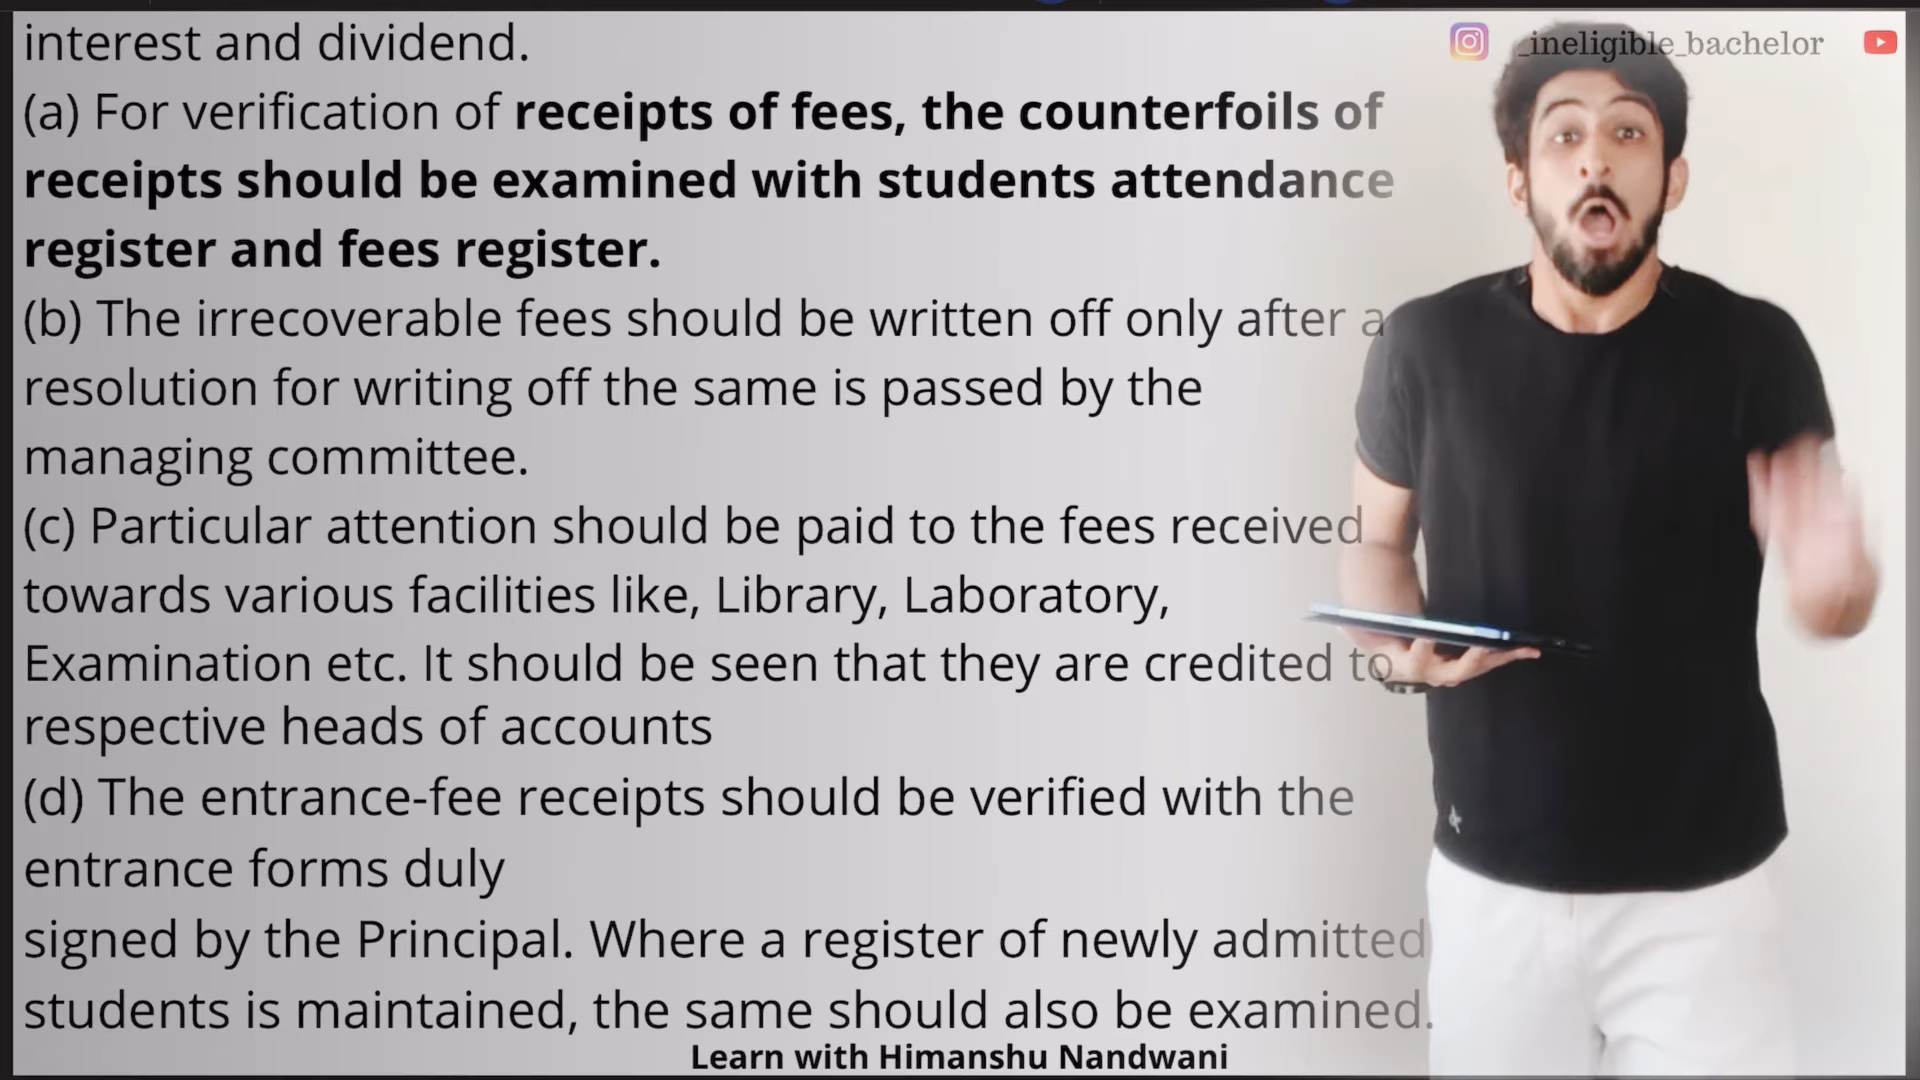 interest and dividend.
_ineligible_bachelor
(a) For verification of receipts of fees, the counterfoils of
receipts should be examined with students attendance
register and fees register.
(b) The irrecoverable fees should be written off only after a
resolution for writing off the same is passed by the
managing committee.
(c) Particular attention should be paid to the fees received
towards various facilities like, Library, Laboratory,
Examination etc. It should be seen that they are credited to
respective heads of accounts
(d) The entrance-fee receipts should be verified with the
entrance forms duly
signed by the Principal. Where a register of newly admitted
students is maintained, the same should also be examined.
Learn with Himanshu Nandwani